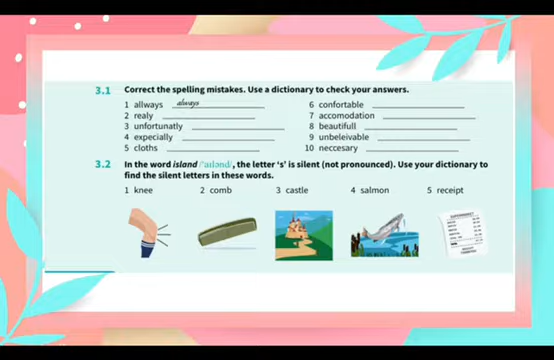 3.1 Correct the spelling mistakes. Use a dictionary to check your answers.
1 allways always
2 realy
3 unfortunatly
4 expecially
5 cloths
6 confortable
7 accomodation
8 beautifull
9 unbeleivable
10 neccesary
3.2 In the word island /ˈaɪlənd/, the letter ‘s’ is silent (not pronounced). Use your dictionary to
find the silent letters in these words.
1 knee 2 comb 3 castle 4 salmon 5 receipt